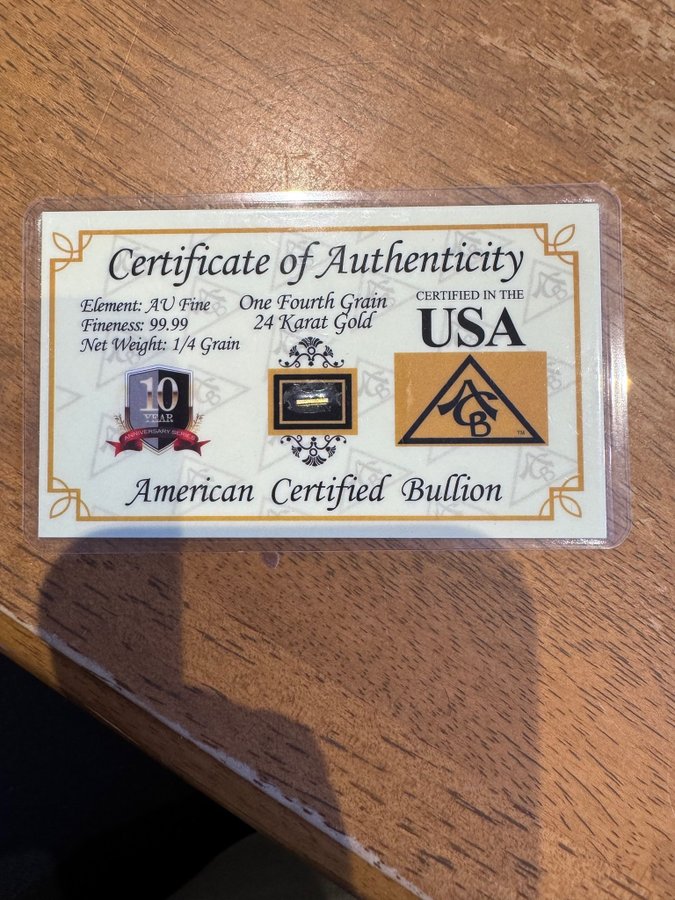 Certificate of Authenticity
Element: AU Fine
Fineness: 99.99
Net Weight: 1/4 Grain
One Fourth Grain
24 Karat Gold
CERTIFIED IN THE
USA
10
YEAR
ANNIVERSARY SERIES
ACB
TM
American Certified Bullion